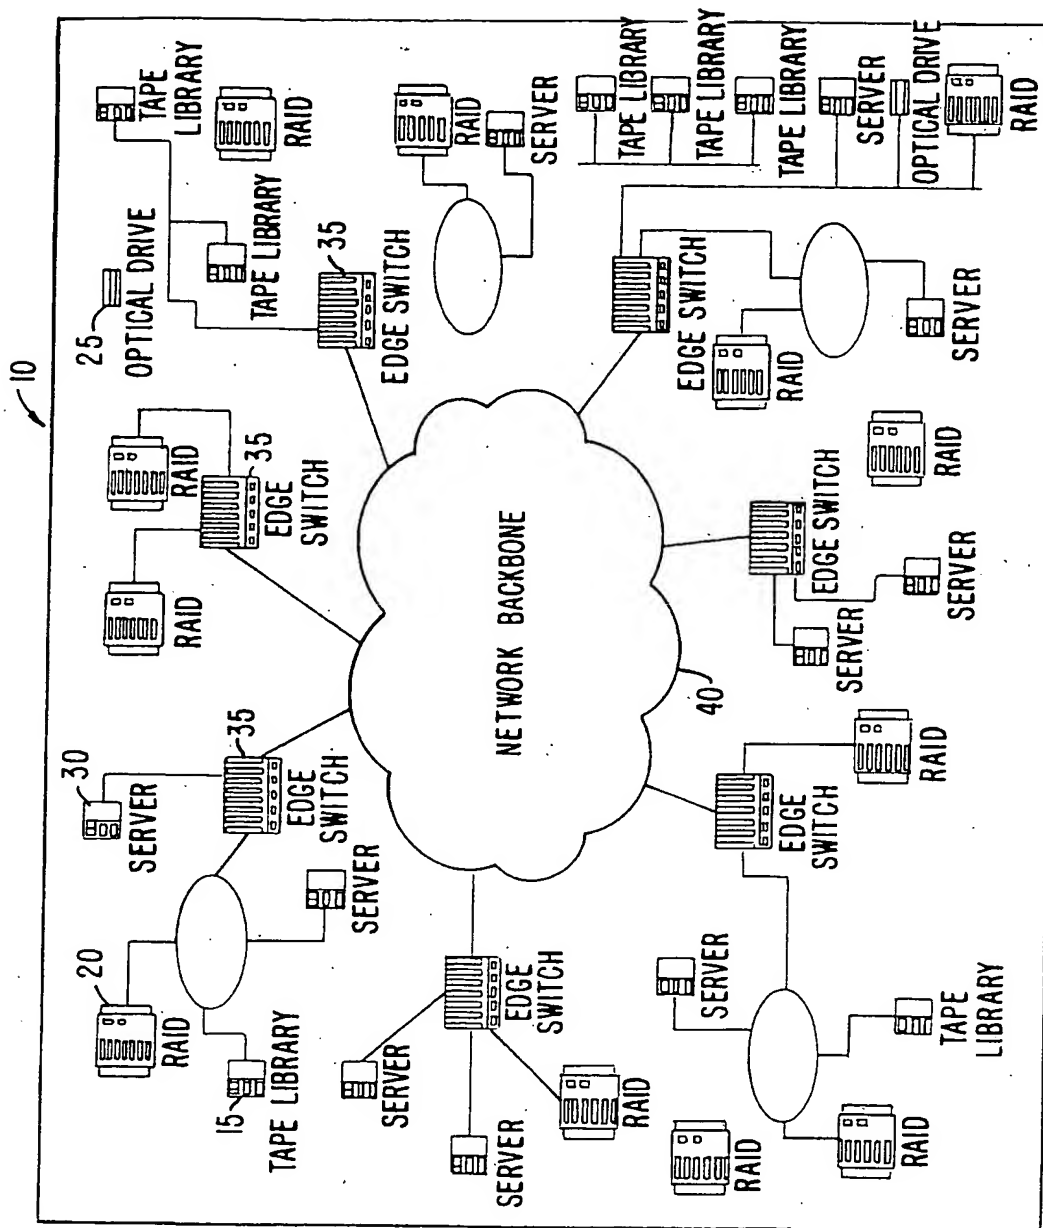 10
20
30
25
SERVER
OPTICAL DRIVE
TAPE
LIBRARY
RAID
RAID
RAID
15
35
35
TAPE LIBRARY
EDGE
SWITCH
EDGE
SWITCH
TAPE LIBRARY
RAID
35
SERVER
SERVER
EDGE SWITCH
RAID
SERVER
EDGE
SWITCH
NETWORK BACKBONE
SERVER
RAID
TAPE LIBRARY
EDGE SWITCH
TAPE LIBRARY
SERVER
40
RAID
TAPE LIBRARY
EDGE
SWITCH
RAID
EDGE SWITCH
SERVER
SERVER
RAID
RAID
RAID
OPTICAL DRIVE
TAPE
LIBRARY
SERVER
SERVER
RAID